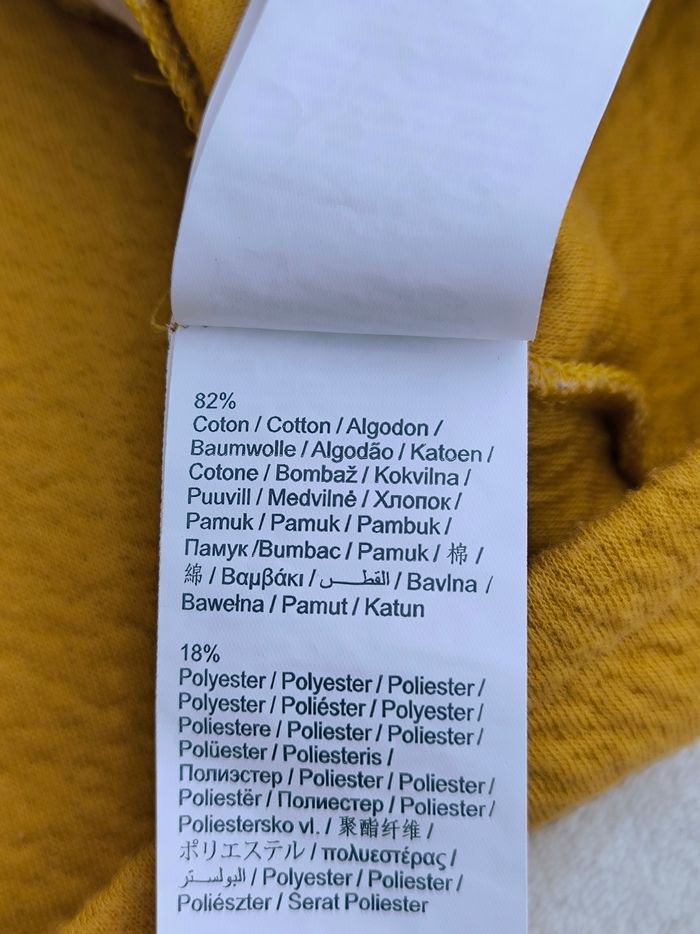 82%
Coton / Cotton / Algodon /
Baumwolle / Algodão / Katoen /
Cotone / Bombaž / Kokvilna /
Puuvill / Medvilnė / Хлопок /
Pamuk / Pamuk / Pambuk /
Памук /Bumbac / Pamuk / 棉 /
綿 / Βαμβάκι / القطـــس / Bavlna /
Bawełna / Pamut / Katun
18%
Polyester / Polyester / Poliester /
Polyester / Poliéster / Polyester /
Poliestere / Poliester / Poliester /
Polüester / Poliesteris /
Полиэстер / Poliester / Poliester /
Poliestër / Полиестер / Poliester /
Poliestersko vl. / 聚酯纤维 /
ポリエステル / πολυεστέρας /
البولستر / Polyester / Poliester /
Poliészter / Serat Poliester